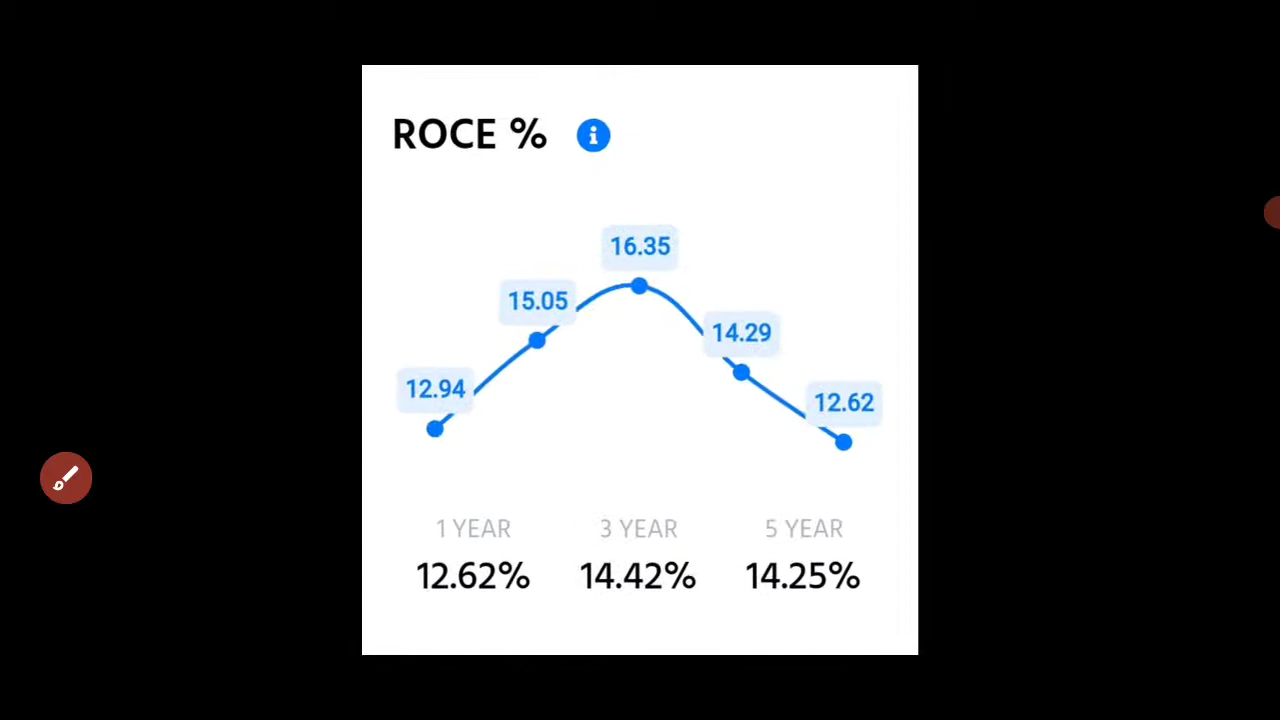 ROCE %
16.35
15.05
14.29
12.94
12.62
1 YEAR 3 YEAR 5 YEAR
12.62% 14.42% 14.25%